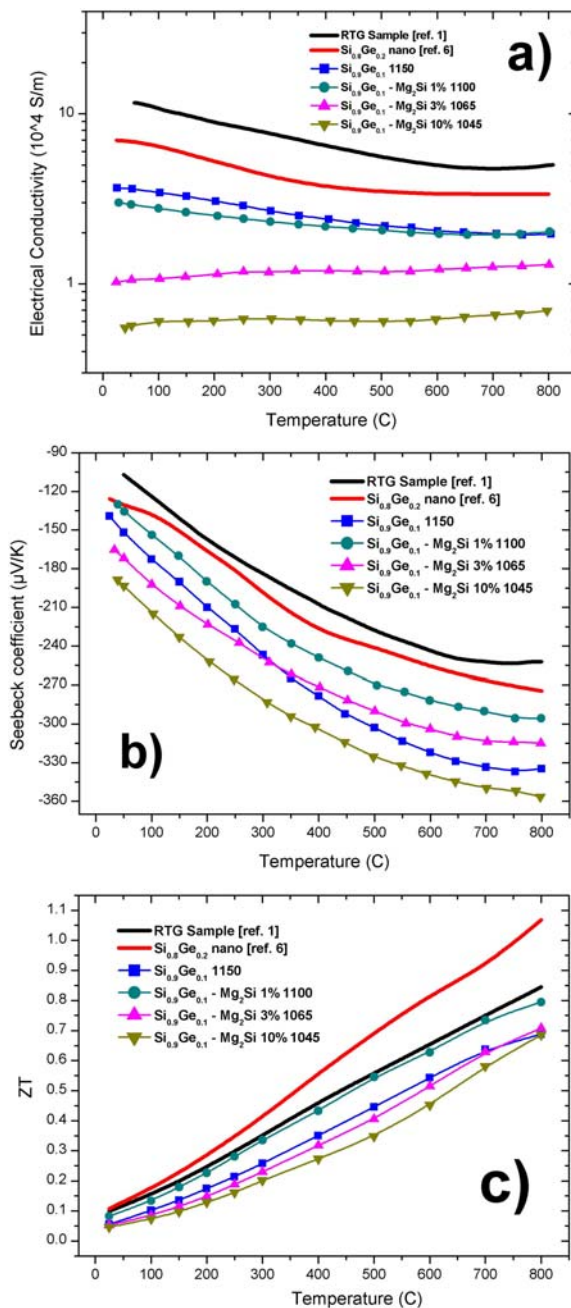 a)
RTG Sample [ref. 1]
Si0.8Ge0.2 nano [ref. 6]
Si0.9Ge0.1 1150
Si0.9Ge0.1 - Mg2Si 1% 1100
Si0.9Ge0.1 - Mg2Si 3% 1065
Si0.9Ge0.1 - Mg2Si 10% 1045
Electrical Conductivity (10^4 S/m)
10
1
0 100 200 300 400 500 600 700 800
Temperature (C)
b)
RTG Sample [ref. 1]
Si0.8Ge0.2 nano [ref. 6]
Si0.9Ge0.1 1150
Si0.9Ge0.1 - Mg2Si 1% 1100
Si0.9Ge0.1 - Mg2Si 3% 1065
Si0.9Ge0.1 - Mg2Si 10% 1045
Seebeck coefficient (µV/K)
-90
-120
-150
-180
-210
-240
-270
-300
-330
-360
0 100 200 300 400 500 600 700 800
Temperature (C)
c)
RTG Sample [ref. 1]
Si0.8Ge0.2 nano [ref. 6]
Si0.9Ge0.1 1150
Si0.9Ge0.1 - Mg2Si 1% 1100
Si0.9Ge0.1 - Mg2Si 3% 1065
Si0.9Ge0.1 - Mg2Si 10% 1045
ZT
1.1
1.0
0.9
0.8
0.7
0.6
0.5
0.4
0.3
0.2
0.1
0.0
0 100 200 300 400 500 600 700 800
Temperature (C)